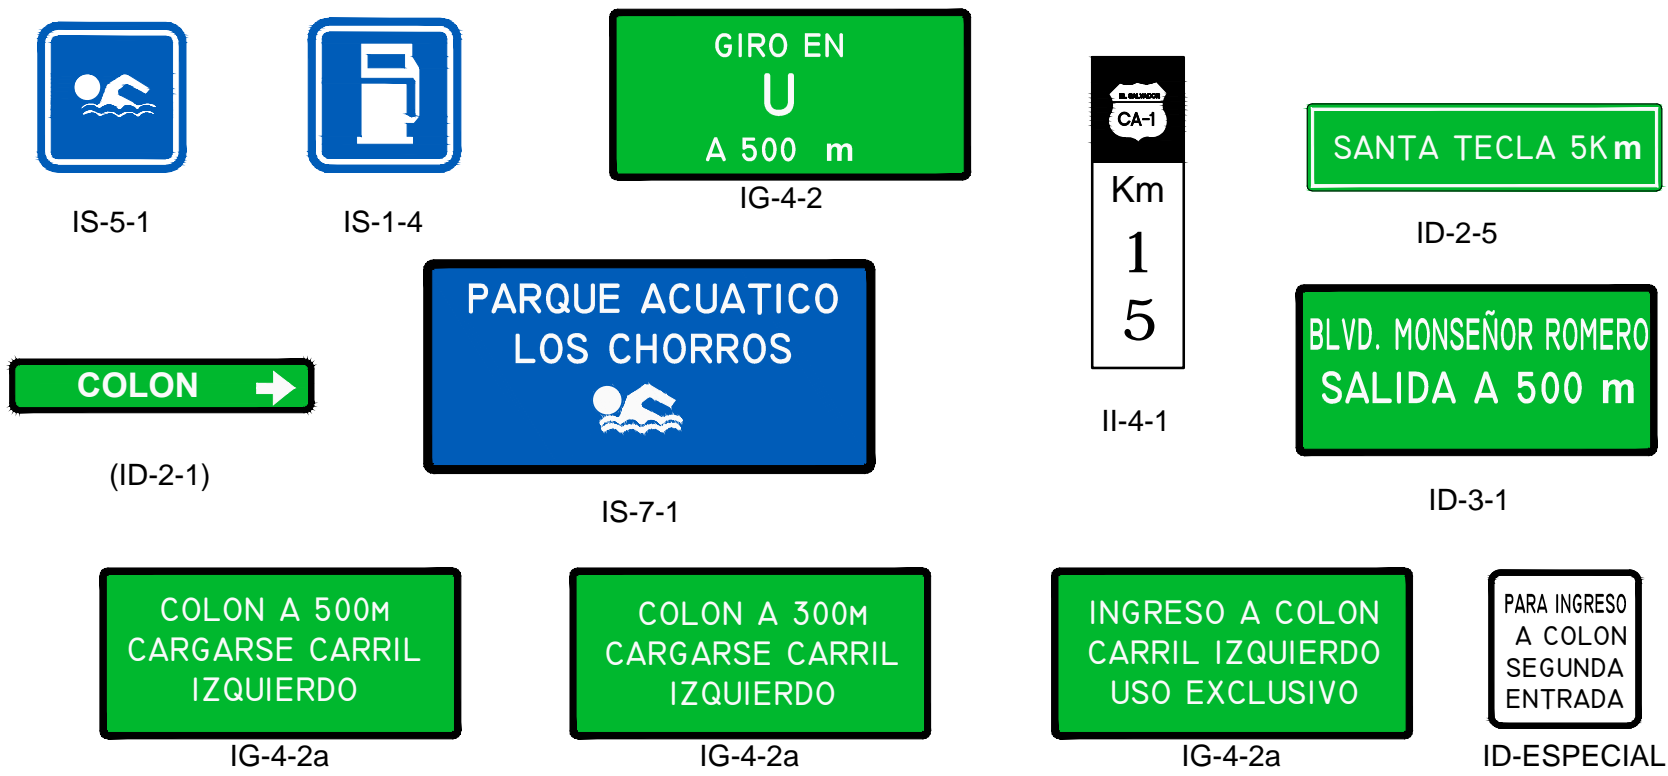 IS-5-1
IS-1-4
GIRO EN
U
A 500 m
IG-4-2
EL SALVADOR
CA-1
Km
1
5
II-4-1
SANTA TECLA 5Km
ID-2-5
COLON
(ID-2-1)
PARQUE ACUATICO
LOS CHORROS
IS-7-1
BLVD. MONSEÑOR ROMERO
SALIDA A 500 m
ID-3-1
COLON A 500M
CARGARSE CARRIL
IZQUIERDO
IG-4-2a
COLON A 300M
CARGARSE CARRIL
IZQUIERDO
IG-4-2a
INGRESO A COLON
CARRIL IZQUIERDO
USO EXCLUSIVO
IG-4-2a
PARA INGRESO
A COLON
SEGUNDA
ENTRADA
ID-ESPECIAL